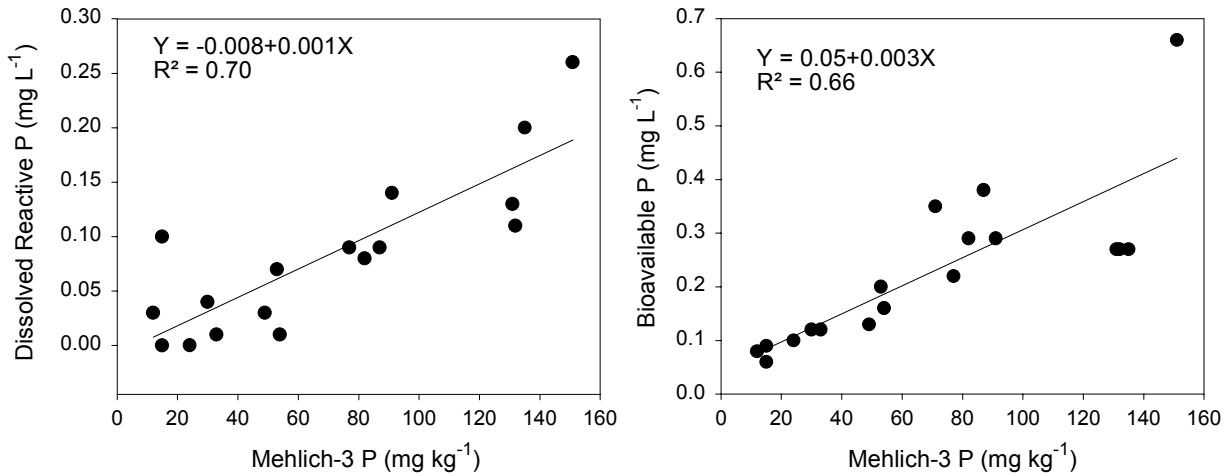 Y = -0.008+0.001X
R² = 0.70
Dissolved Reactive P (mg L⁻¹)
0.30
0.25
0.20
0.15
0.10
0.05
0.00
0 20 40 60 80 100 120 140 160
Mehlich-3 P (mg kg⁻¹)
Y = 0.05+0.003X
R² = 0.66
Bioavailable P (mg L⁻¹)
0.7
0.6
0.5
0.4
0.3
0.2
0.1
0.0
0 20 40 60 80 100 120 140 160
Mehlich-3 P (mg kg⁻¹)